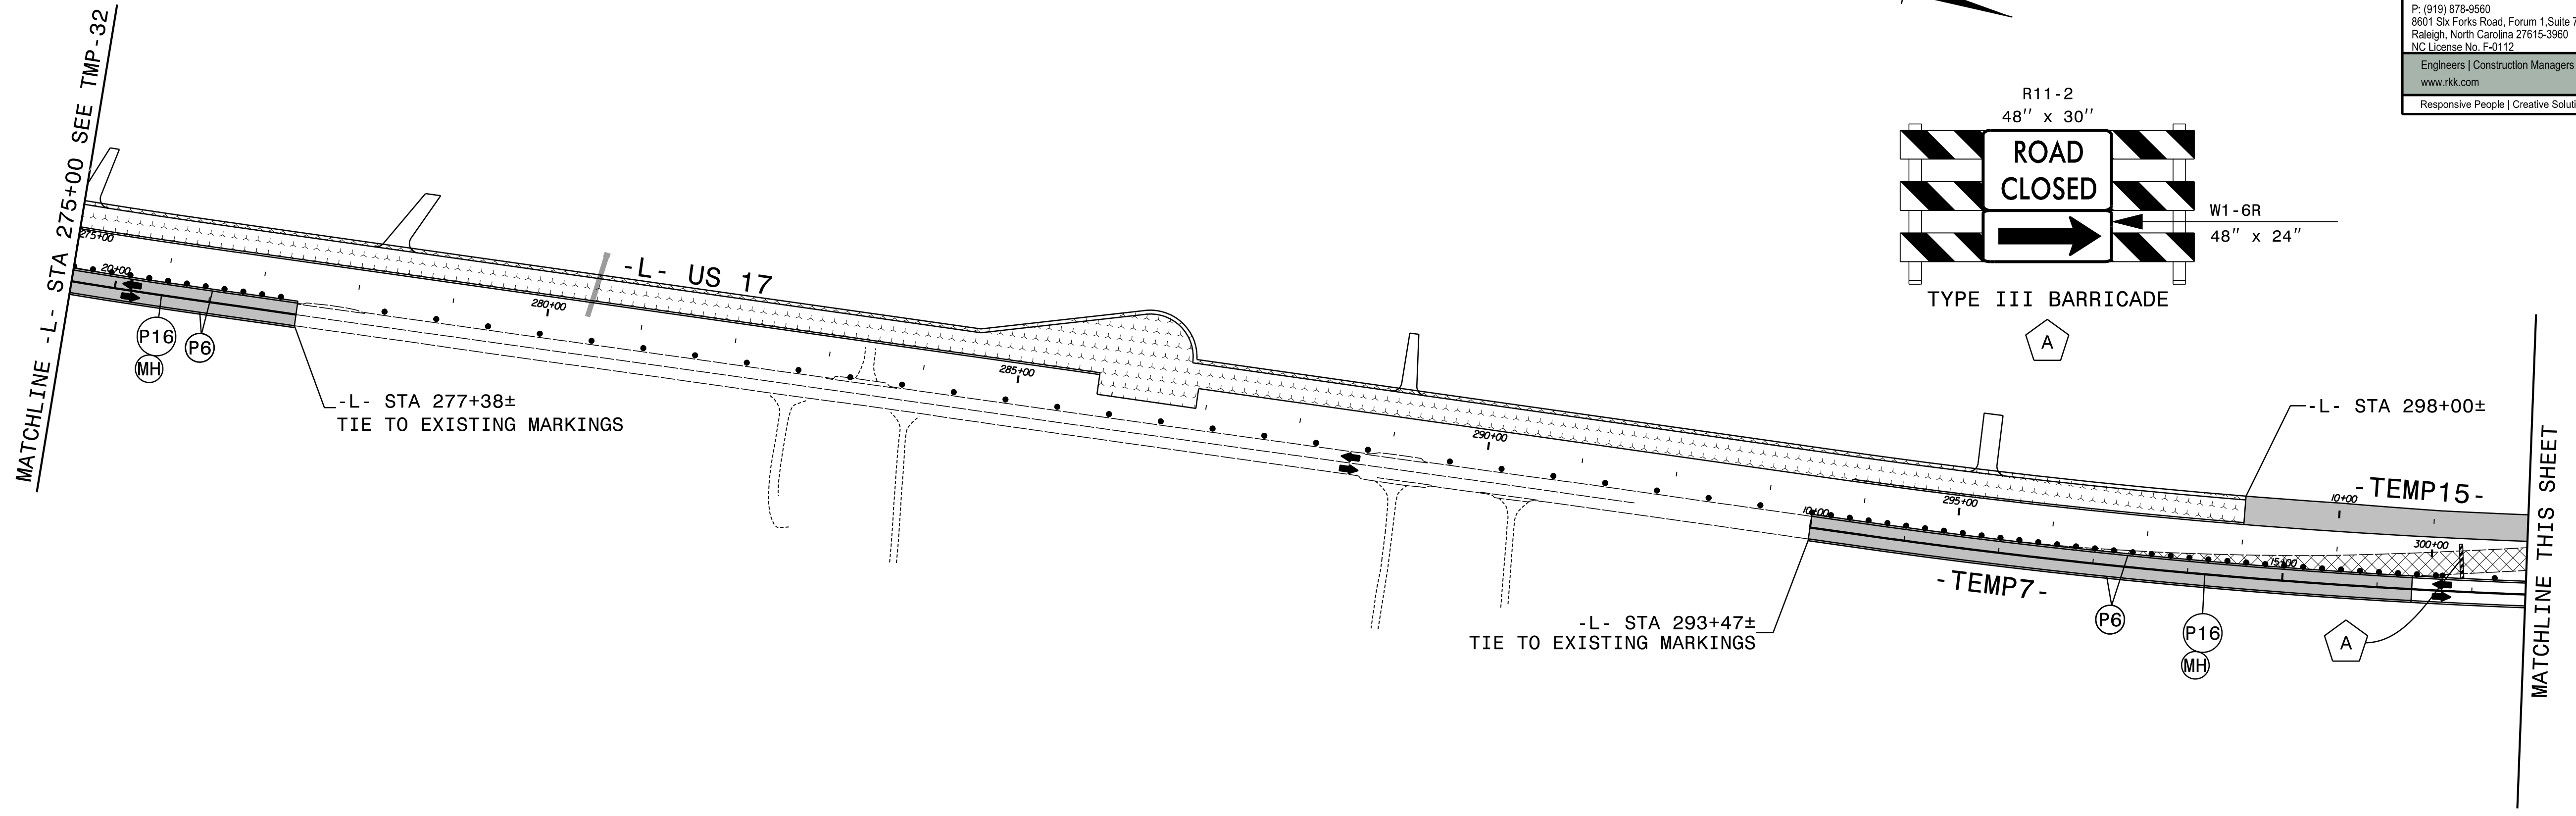 P: (919) 878-9560
8601 Six Forks Road, Forum 1,Suite 7
Raleigh, North Carolina 27615-3960
NC License No. F-0112
Engineers | Construction Managers
www.rkk.com
Responsive People | Creative Soluti
R11-2
48" x 30"
ROAD
CLOSED
W1-6R
48" x 24"
TYPE III BARRICADE
A
MATCHLINE -L- STA 275+00 SEE TMP-32
275+00
20+00
P16
MH
P6
-L- STA 277+38±
TIE TO EXISTING MARKINGS
-L- US 17
280+00
285+00
290+00
295+00
10+00
-L- STA 293+47±
TIE TO EXISTING MARKINGS
-TEMP7-
-L- STA 298+00±
10+00
-TEMP15-
300+00
15+00
P6
P16
MH
A
MATCHLINE THIS SHEET